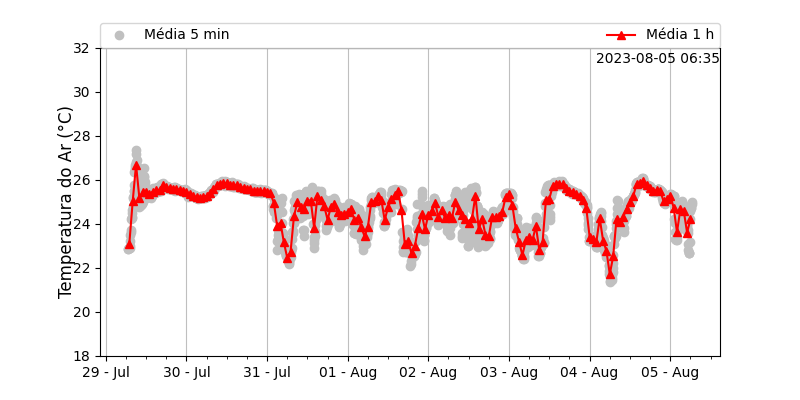 Média 5 min
Média 1 h
2023-08-05 06:35
Temperatura do Ar (°C)
32
30
28
26
24
22
20
18
29 - Jul
30 - Jul
31 - Jul
01 - Aug
02 - Aug
03 - Aug
04 - Aug
05 - Aug